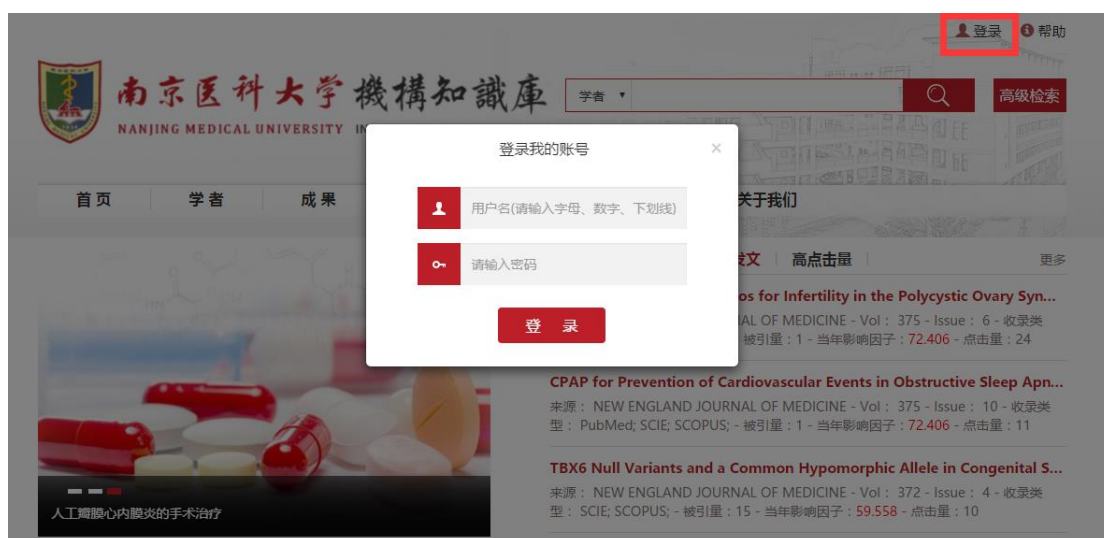 登录 帮助
南京医科大学機構知識庫
NANJING MEDICAL UNIVERSITY
学者
高级检索
登录我的账号
×
首页 学者 成果 关于我们
用户名(请输入字母、数字、下划线)
请输入密码
登 录
发文 高点击量 更多
os for Infertility in the Polycystic Ovary Syn...
AL OF MEDICINE - Vol : 375 - Issue : 6 - 收录类
- 被引量 : 1 - 当年影响因子 : 72.406 - 点击量 : 24
CPAP for Prevention of Cardiovascular Events in Obstructive Sleep Apn...
来源 : NEW ENGLAND JOURNAL OF MEDICINE - Vol : 375 - Issue : 10 - 收录类
型 : PubMed; SCIE; SCOPUS; - 被引量 : 1 - 当年影响因子 : 72.406 - 点击量 : 11
TBX6 Null Variants and a Common Hypomorphic Allele in Congenital S...
来源 : NEW ENGLAND JOURNAL OF MEDICINE - Vol : 372 - Issue : 4 - 收录类
型 : SCIE; SCOPUS; - 被引量 : 15 - 当年影响因子 : 59.558 - 点击量 : 10
人工瓣膜心内膜炎的手术治疗